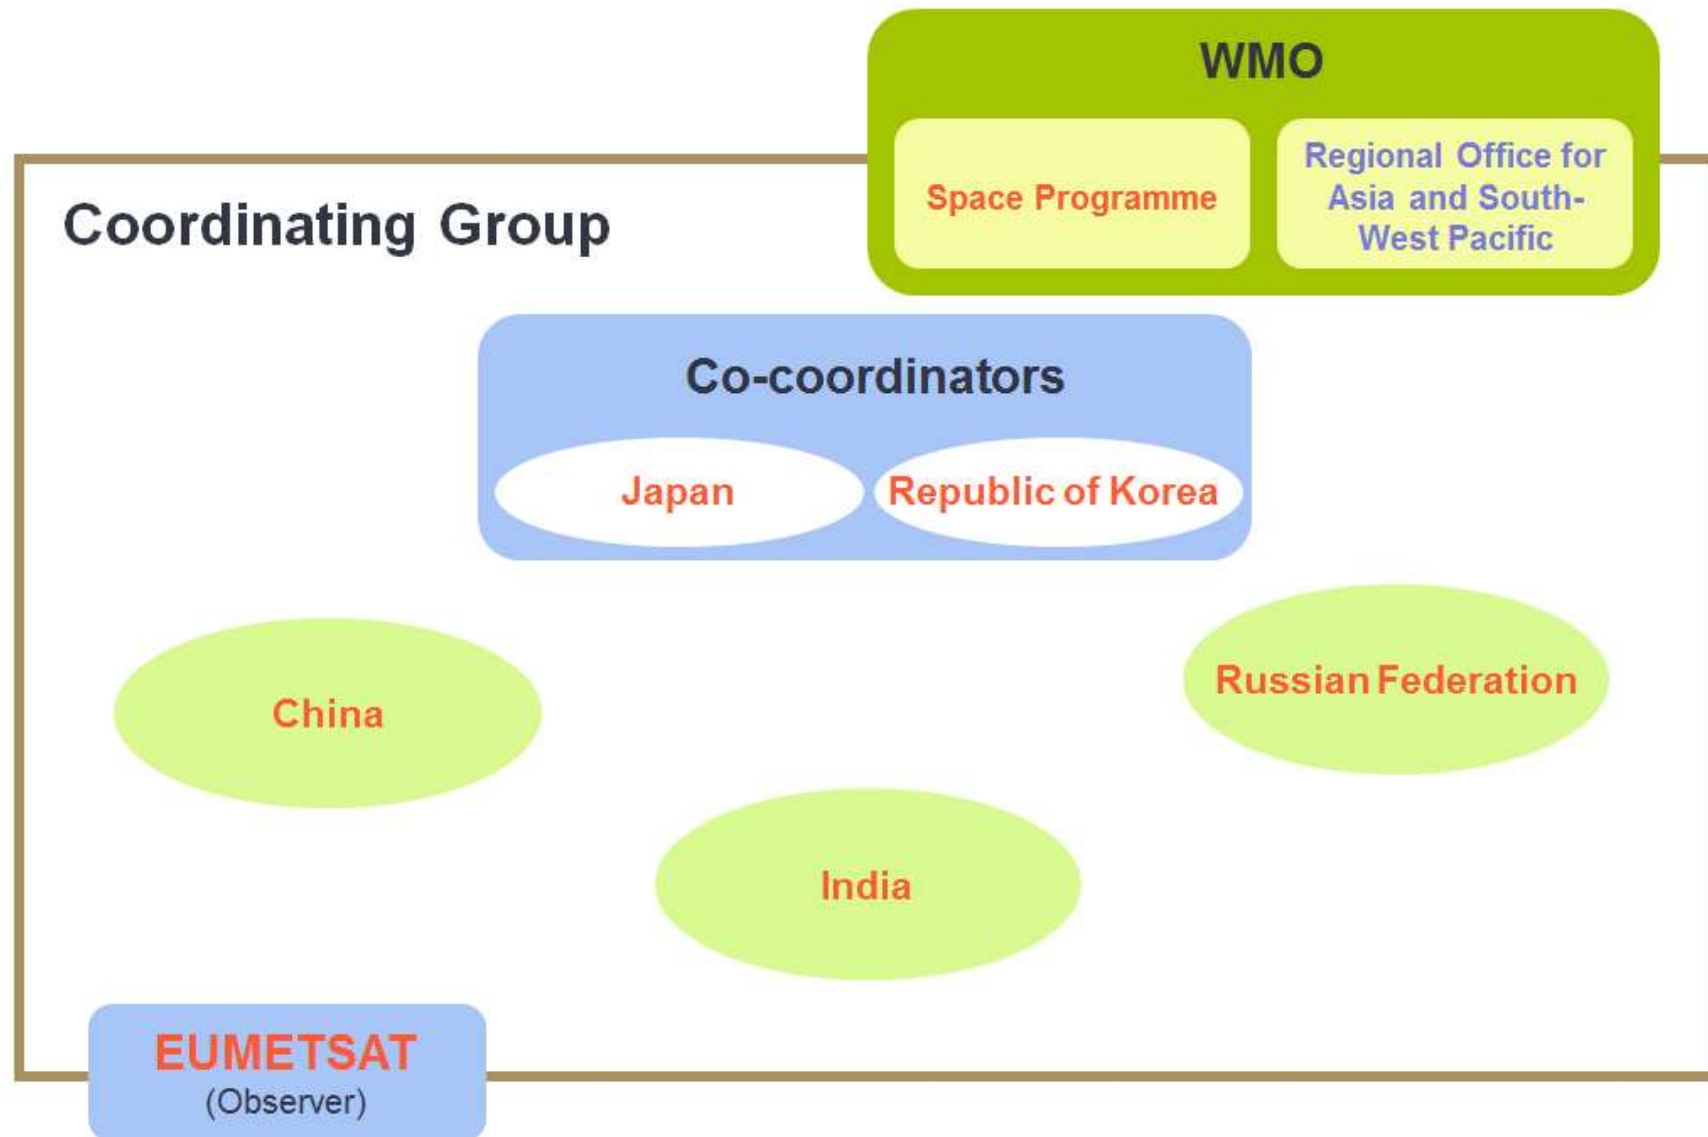 WMO
Space Programme
Regional Office for
Asia and South-
West Pacific
Coordinating Group
Co-coordinators
Japan
Republic of Korea
Russian Federation
China
India
EUMETSAT
(Observer)